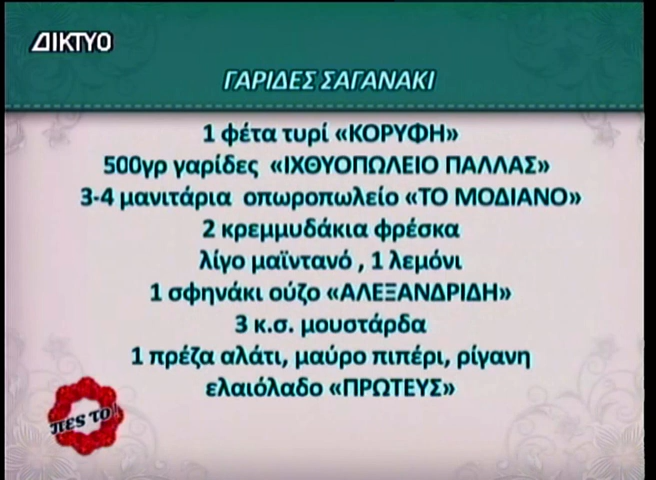 ΔΙΚΤΥΟ
ΓΑΡΙΔΕΣ ΣΑΓΑΝΑΚΙ
1 φέτα τυρί «ΚΟΡΥΦΗ»
500γρ γαρίδες «ΙΧΘΥΟΠΩΛΕΙΟ ΠΑΛΛΑΣ»
3-4 μανιτάρια οπωροπωλείο «ΤΟ ΜΟΔΙΑΝΟ»
2 κρεμμυδάκια φρέσκα
λίγο μαϊντανό , 1 λεμόνι
1 σφηνάκι ούζο «ΑΛΕΞΑΝΔΡΙΔΗ»
3 κ.σ. μουστάρδα
1 πρέζα αλάτι, μαύρο πιπέρι, ρίγανη
ελαιόλαδο «ΠΡΩΤΕΥΣ»
πες το!